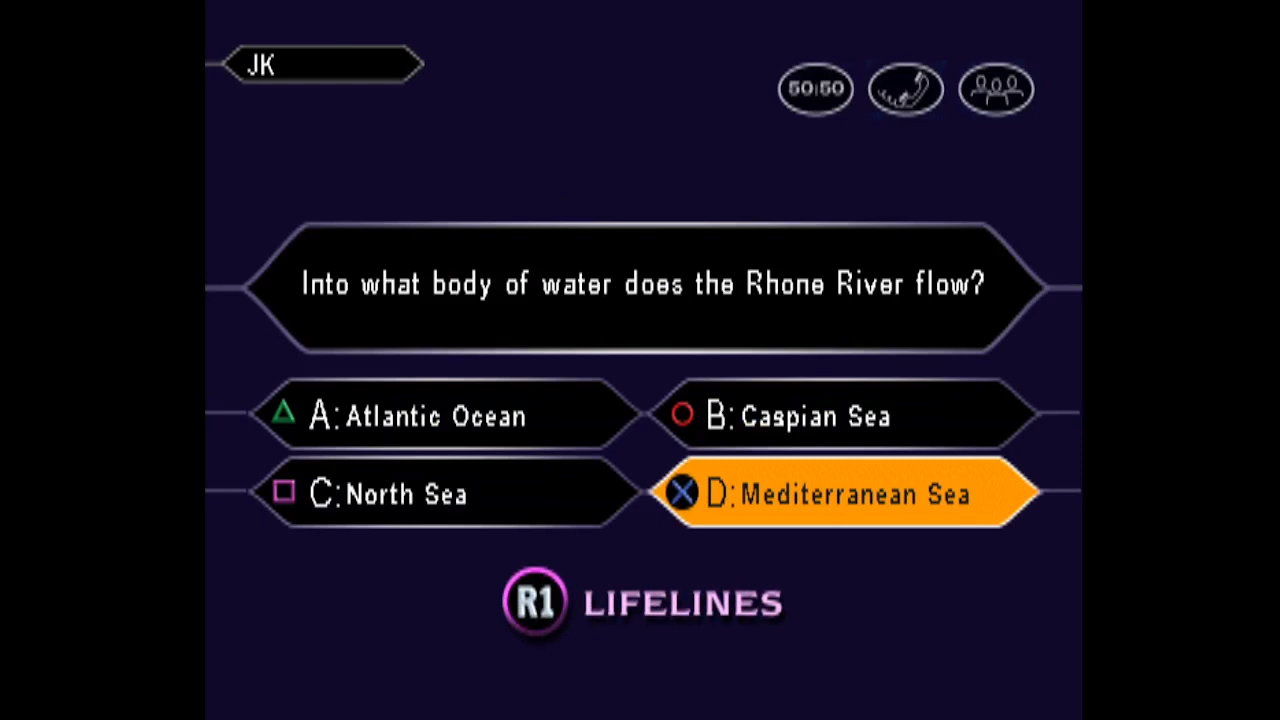 JK
50:50
Into what body of water does the Rhone River flow?
A: Atlantic Ocean
B: Caspian Sea
C: North Sea
D: Mediterranean Sea
R1 LIFELINES